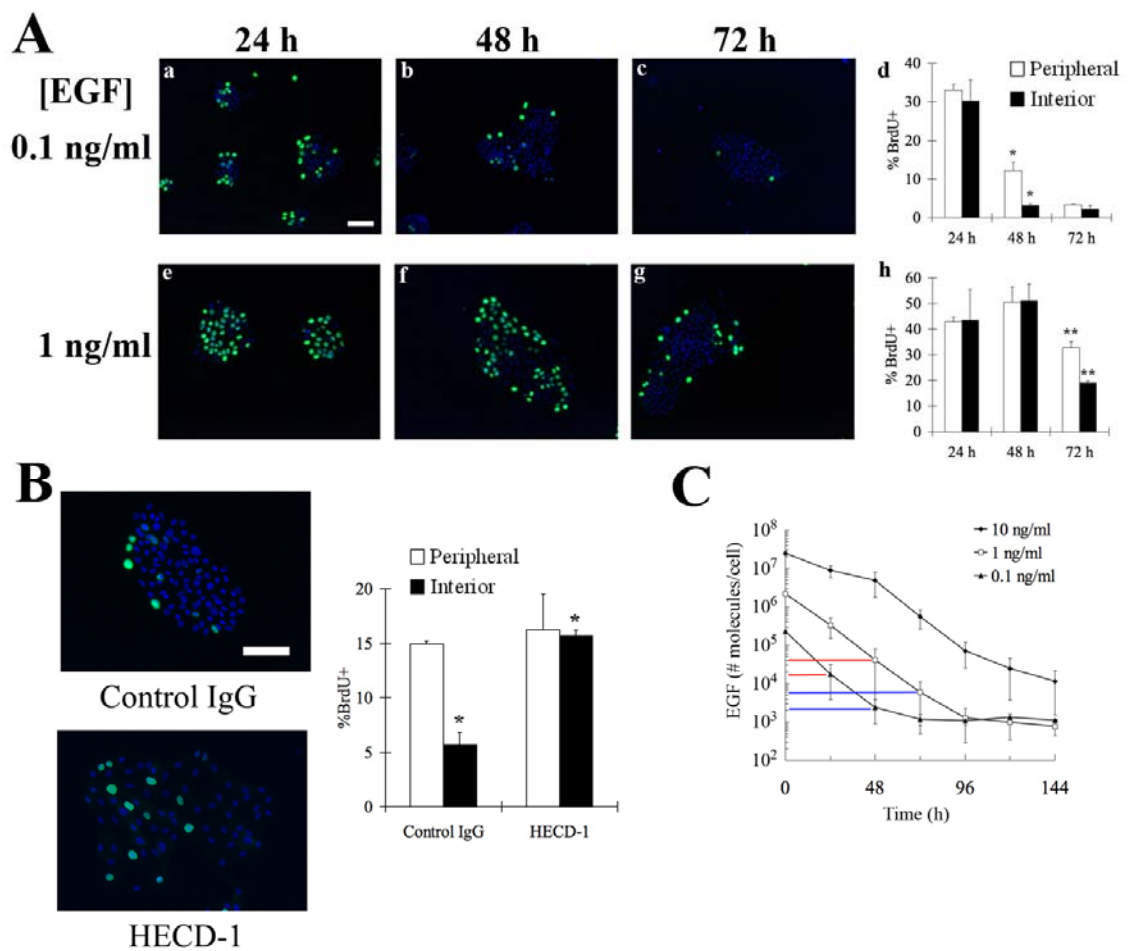 A
24 h 48 h 72 h
[EGF]
0.1 ng/ml
a b c d
40
30
20
10
0
% BrdU+
Peripheral
Interior
* *
24 h 48 h 72 h
1 ng/ml
e f g h
60
50
40
30
20
10
0
% BrdU+
** **
24 h 48 h 72 h
B
Control IgG
HECD-1
Peripheral
Interior
20
15
10
5
0
%BrdU+
* *
Control IgG HECD-1
C
10 ng/ml
1 ng/ml
0.1 ng/ml
10⁸
10⁷
10⁶
10⁵
10⁴
10³
10²
EGF (# molecules/cell)
0 48 96 144
Time (h)